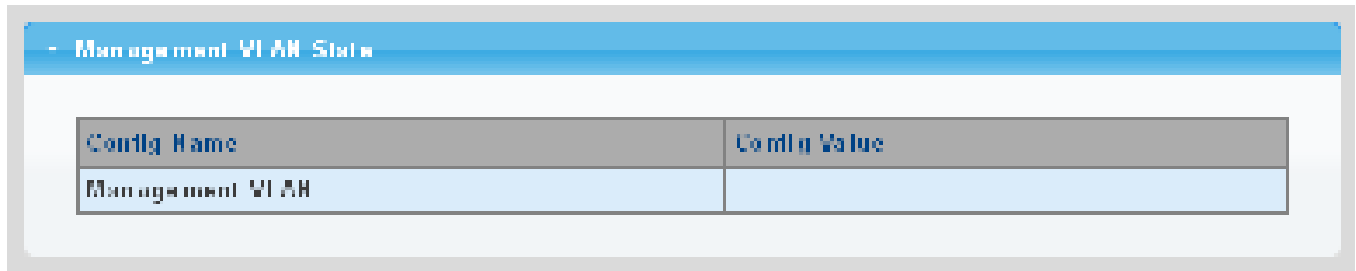 - Management VLAN State
Config Name Config Value
Management VLAN